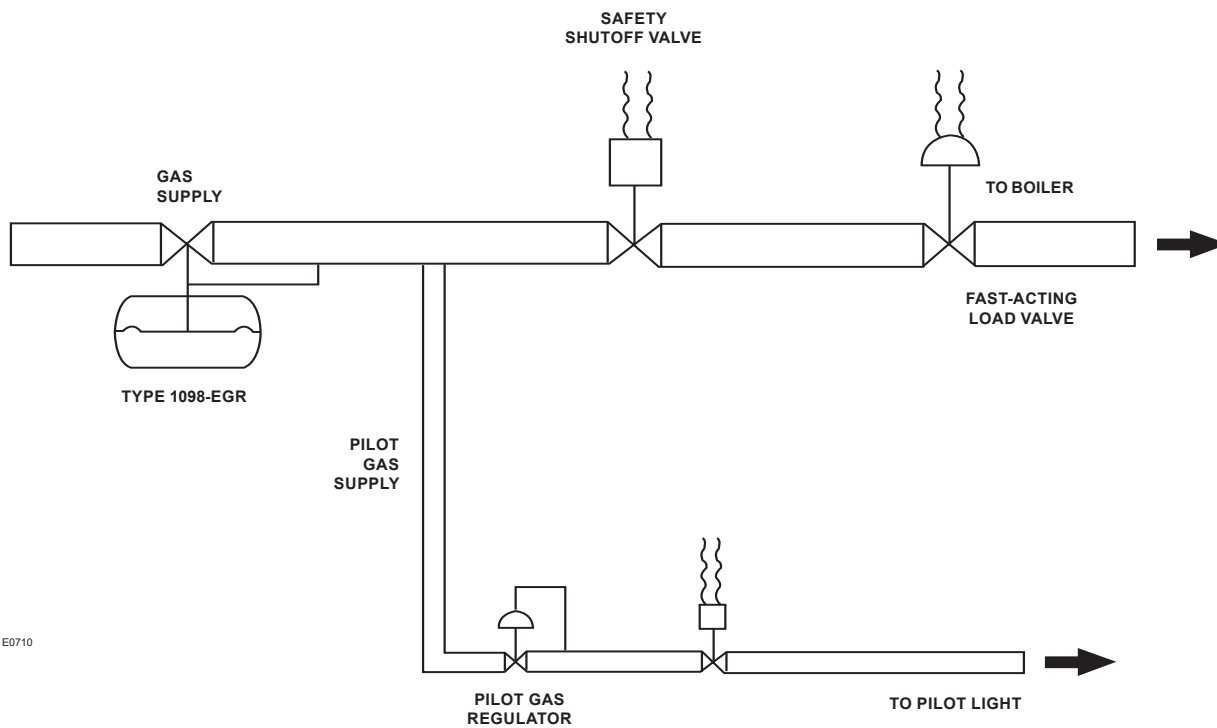 SAFETY
SHUTOFF VALVE
GAS
SUPPLY
TO BOILER
FAST-ACTING
LOAD VALVE
TYPE 1098-EGR
PILOT
GAS
SUPPLY
E0710
PILOT GAS
REGULATOR
TO PILOT LIGHT